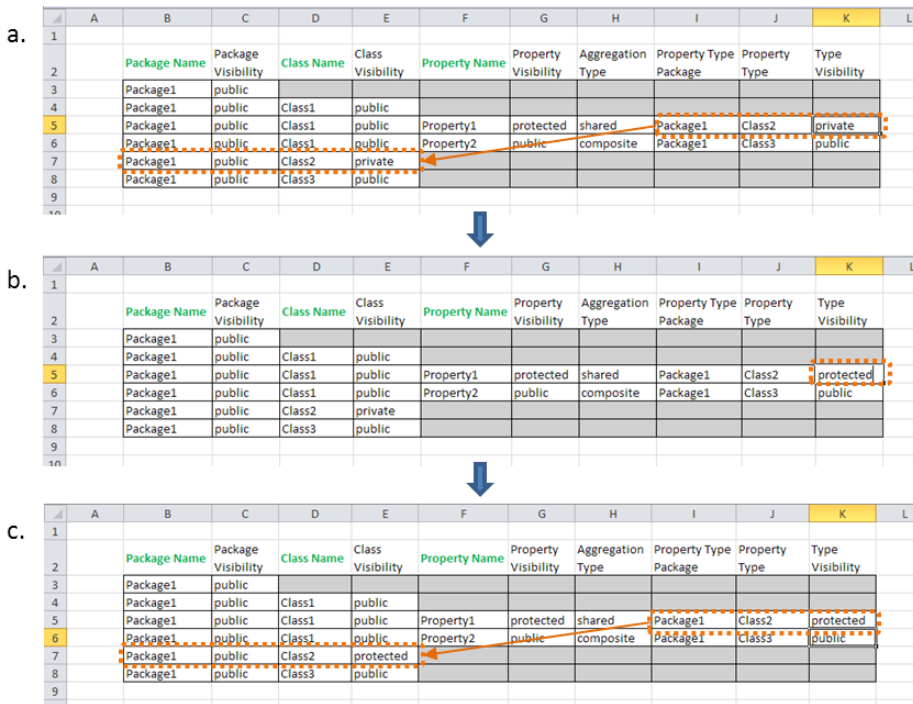 a.
A B C D E F G H I J K L
1
Package Class Property Aggregation Property Type Property Type
2 Package Name Visibility Class Name Visibility Property Name Visibility Type Package Type Visibility
3 Package1 public
4 Package1 public Class1 public
5 Package1 public Class1 public Property1 protected shared Package1 Class2 private
6 Package1 public Class1 public Property2 public composite Package1 Class3 public
7 Package1 public Class2 private
8 Package1 public Class3 public
9
10
b.
A B C D E F G H I J K L
1
Package Class Property Aggregation Property Type Property Type
2 Package Name Visibility Class Name Visibility Property Name Visibility Type Package Type Visibility
3 Package1 public
4 Package1 public Class1 public
5 Package1 public Class1 public Property1 protected shared Package1 Class2 protected
6 Package1 public Class1 public Property2 public composite Package1 Class3 public
7 Package1 public Class2 private
8 Package1 public Class3 public
9
10
c.
A B C D E F G H I J K L
1
Package Class Property Aggregation Property Type Property Type
2 Package Name Visibility Class Name Visibility Property Name Visibility Type Package Type Visibility
3 Package1 public
4 Package1 public Class1 public
5 Package1 public Class1 public Property1 protected shared Package1 Class2 protected
6 Package1 public Class1 public Property2 public composite Package1 Class3 public
7 Package1 public Class2 protected
8 Package1 public Class3 public
9